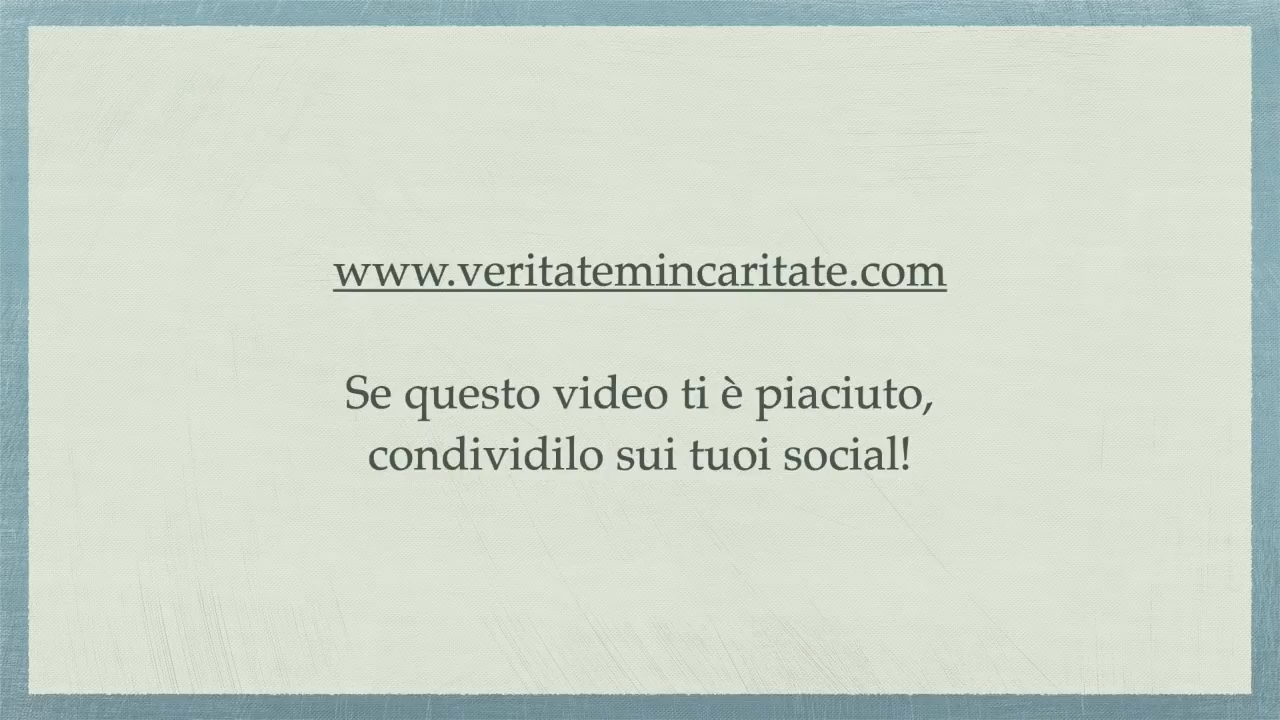 www.veritatemincaritate.com
Se questo video ti è piaciuto,
condividilo sui tuoi social!